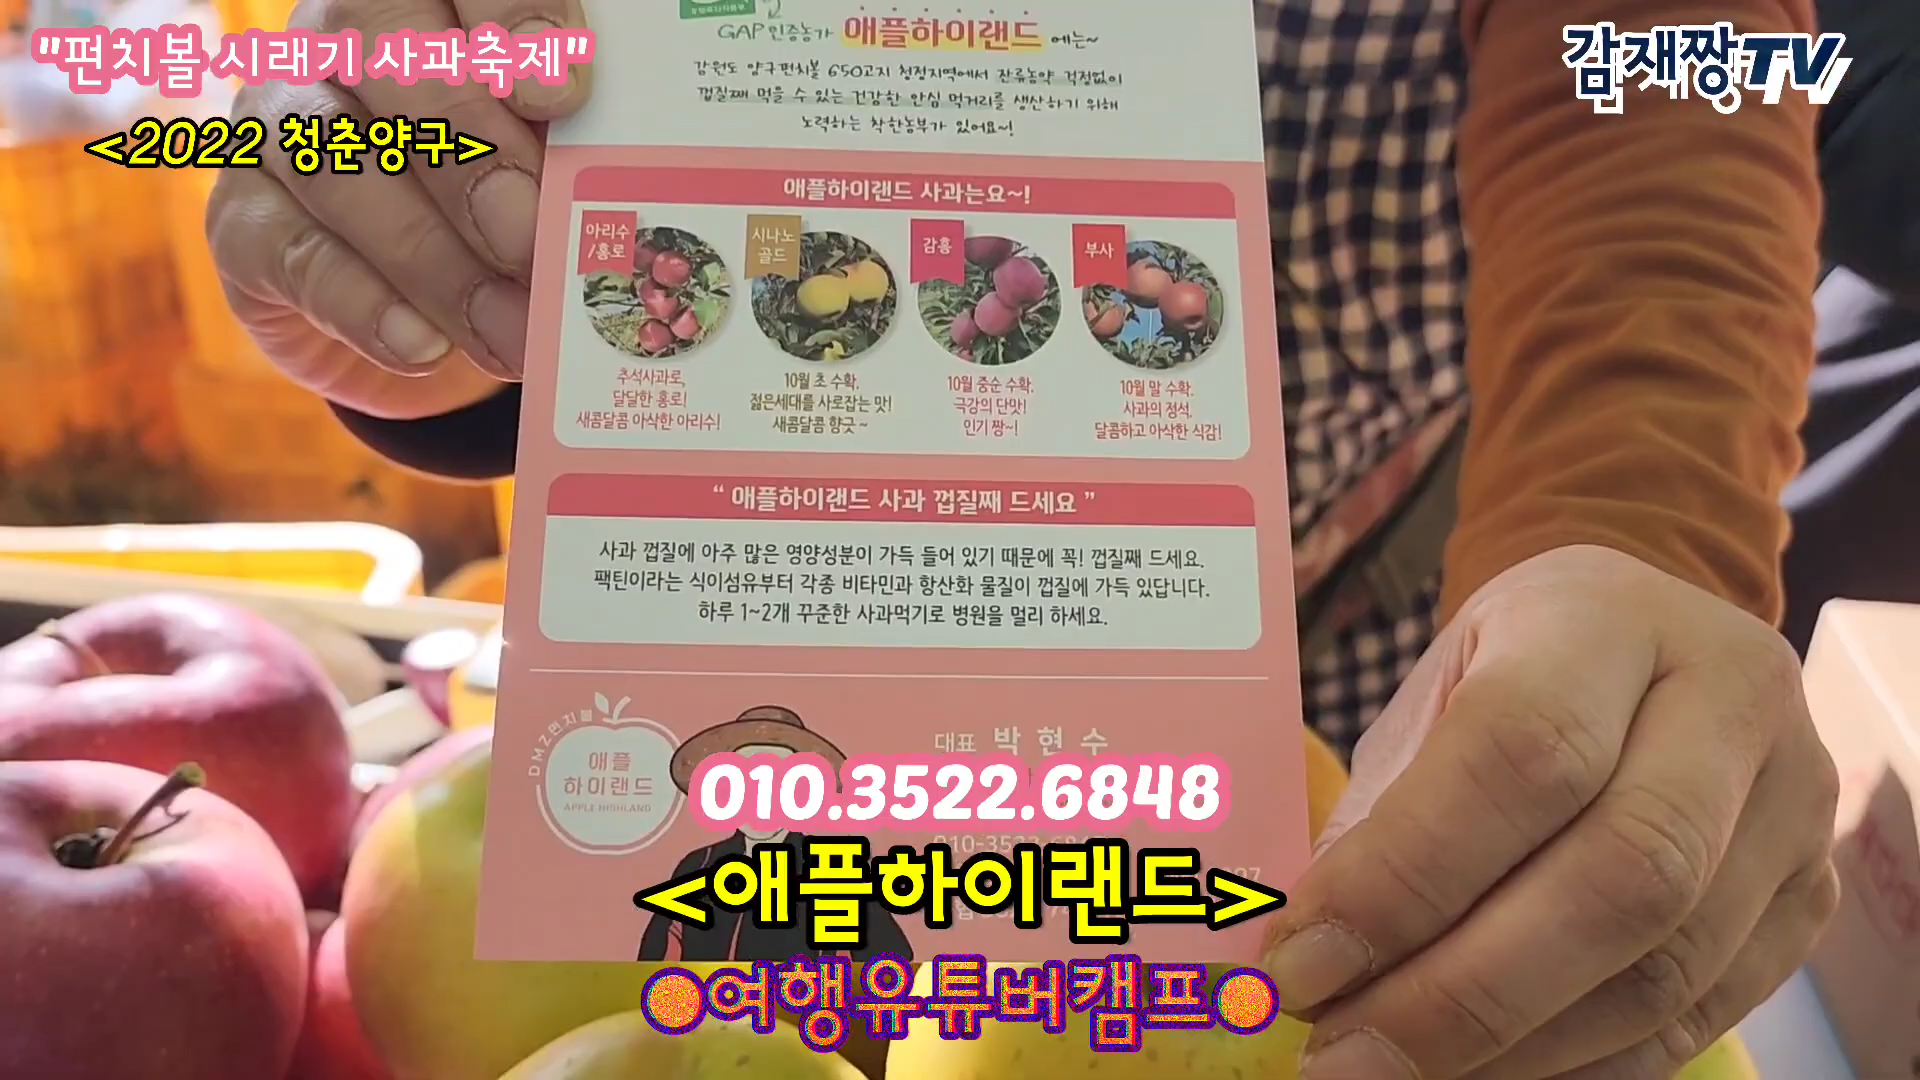 "펀치볼 시래기 사과축제"
<2022 청춘양구>
감재짱TV
GAP인증농가 애플하이랜드 에는~
강원도 양구펀치볼 650고지 청정지역에서 잔류농약 걱정없이
껍질째 먹을 수 있는 건강한 안심 먹거리를 생산하기 위해
노력하는 착한농부가 있어요~!
애플하이랜드 사과는요~!
아리수
/홍로
추석사과로,
달달한 홍로!
새콤달콤 아삭한 아리수!
시나노
골드
10월 초 수확.
젊은세대를 사로잡는 맛!
새콤달콤 향긋~
감홍
10월 중순 수확.
극강의 단맛!
인기 짱~!
부사
10월 말 수확.
사과의 정석,
달콤하고 아삭한 식감!
" 애플하이랜드 사과 껍질째 드세요 "
사과 껍질에 아주 많은 영양성분이 가득 들어 있기 때문에 꼭! 껍질째 드세요.
팩틴이라는 식이섬유부터 각종 비타민과 항산화 물질이 껍질에 가득 있답니다.
하루 1~2개 꾸준한 사과먹기로 병원을 멀리 하세요.
DMZ펀치볼
애플
하이랜드
APPLE HIGHLAND
대표 박현수
010.3522.6848
<애플하이랜드>
●여행유튜버캠프●